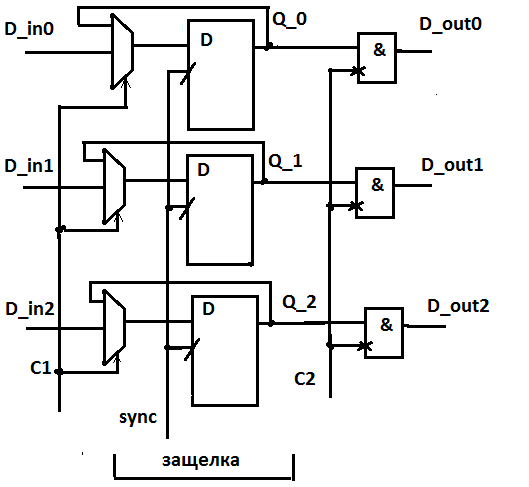 D_in0
D
Q_0
&
D_out0
D_in1
D
Q_1
&
D_out1
D_in2
D
Q_2
&
D_out2
C1
C2
sync
защелка